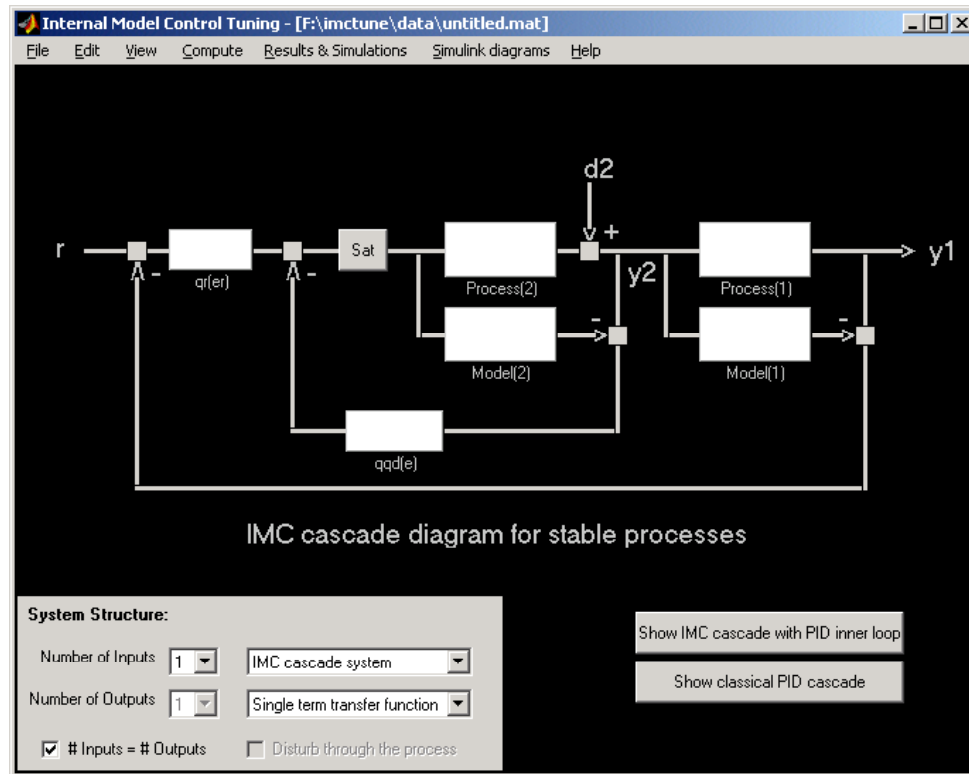 Internal Model Control Tuning - [F:\imctune\data\untitled.mat]
File Edit View Compute Results & Simulations Simulink diagrams Help
d2
r
qr(er)
-
-
Sat
Process(2)
+
y2
Process(1)
y1
-
Model(2)
-
Model(1)
qqd(e)
IMC cascade diagram for stable processes
System Structure:
Number of Inputs 1 IMC cascade system
Number of Outputs 1 Single term transfer function
# Inputs = # Outputs Disturb through the process
Show IMC cascade with PID inner loop
Show classical PID cascade